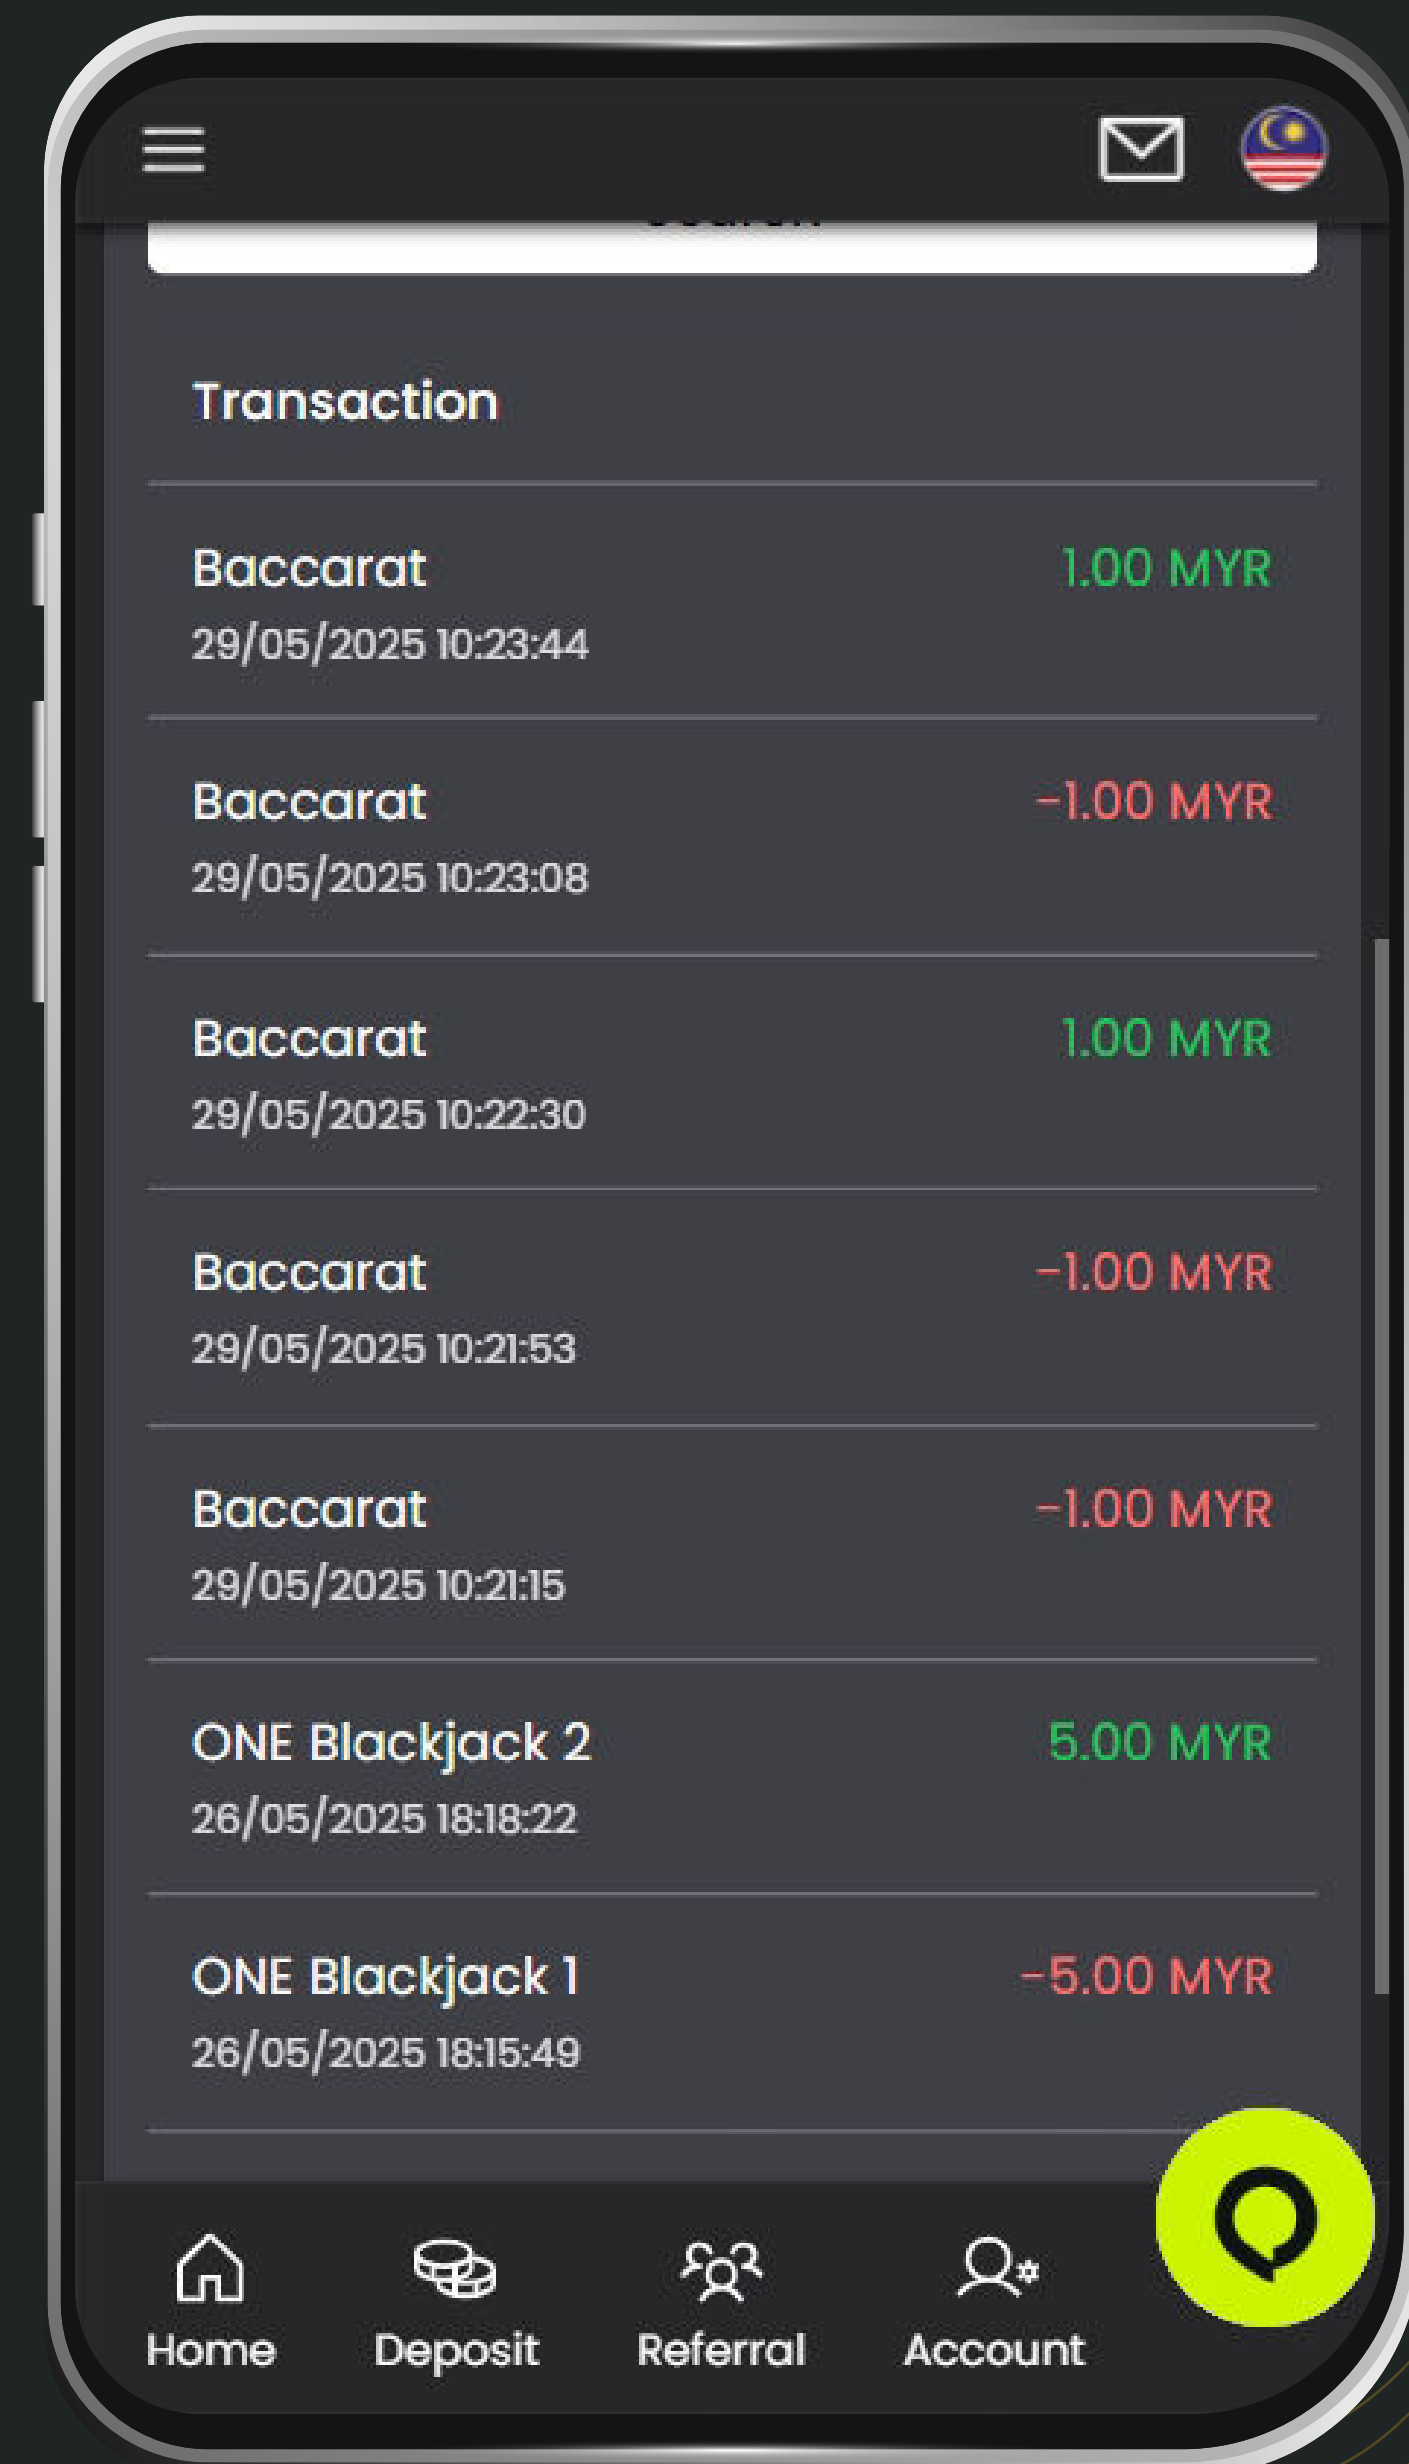 Transaction
Baccarat 1.00 MYR
29/05/2025 10:23:44
Baccarat -1.00 MYR
29/05/2025 10:23:08
Baccarat 1.00 MYR
29/05/2025 10:22:30
Baccarat -1.00 MYR
29/05/2025 10:21:53
Baccarat -1.00 MYR
29/05/2025 10:21:15
ONE Blackjack 2 5.00 MYR
26/05/2025 18:18:22
ONE Blackjack 1 -5.00 MYR
26/05/2025 18:15:49
Home Deposit Referral Account